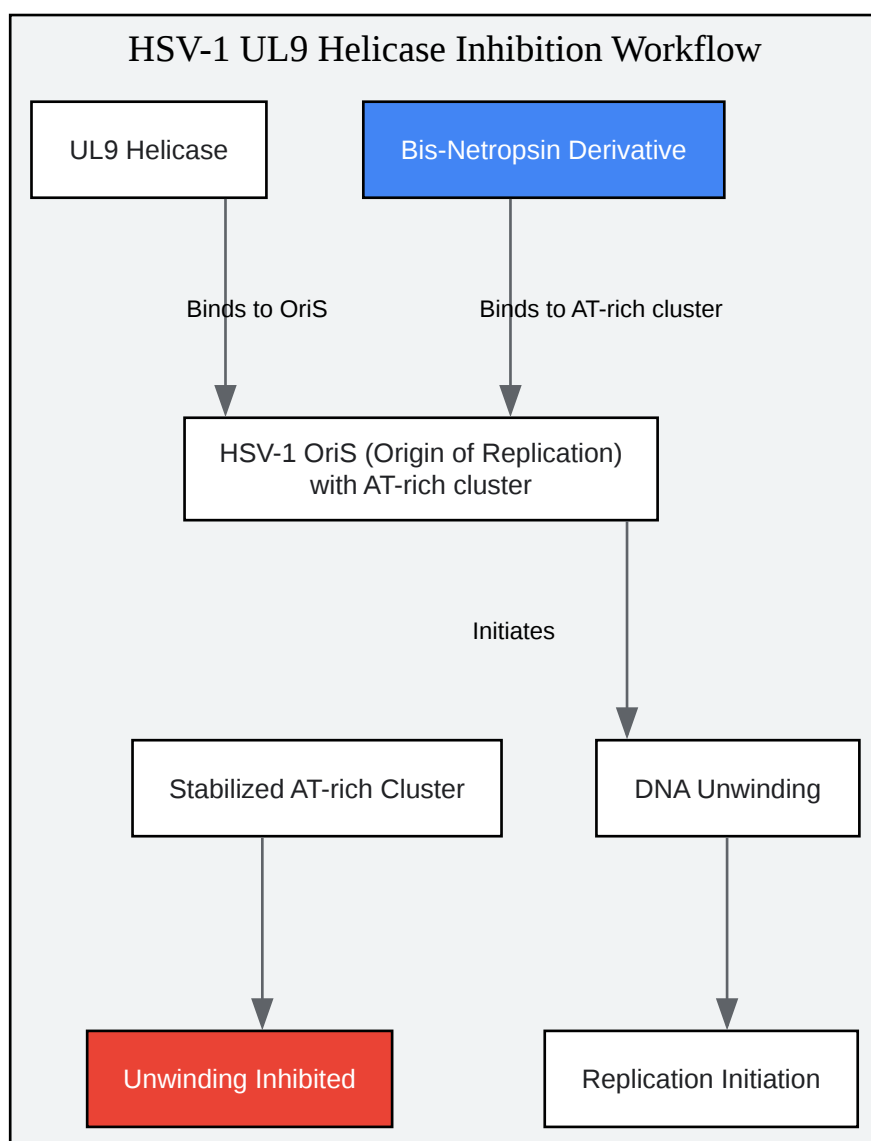 HSV-1 UL9 Helicase Inhibition Workflow
UL9 Helicase
Bis-Netropsin Derivative
Binds to OriS
Binds to AT-rich cluster
HSV-1 OriS (Origin of Replication)
with AT-rich cluster
Initiates
Stabilized AT-rich Cluster
DNA Unwinding
Unwinding Inhibited
Replication Initiation